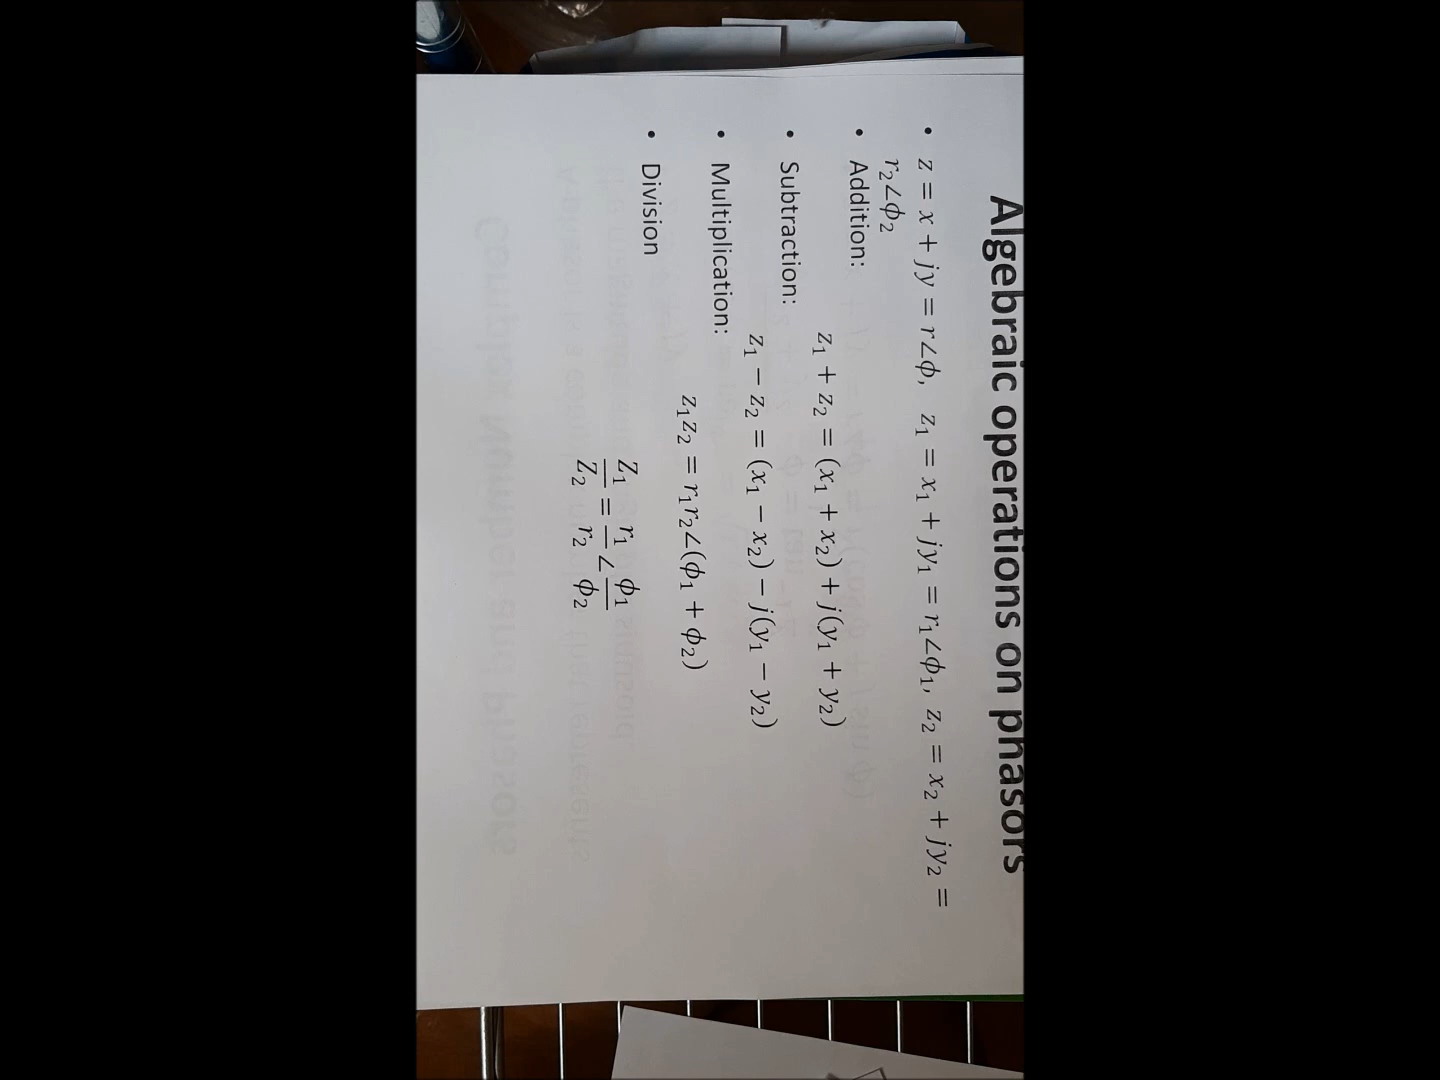 Algebraic operations on phasors
• z = x + jy = r∠ϕ, z₁ = x₁ + jy₁ = r₁∠ϕ₁, z₂ = x₂ + jy₂ =
r₂∠ϕ₂
• Addition:
z₁ + z₂ = (x₁ + x₂) + j(y₁ + y₂)
• Subtraction:
z₁ − z₂ = (x₁ − x₂) − j(y₁ − y₂)
• Multiplication:
z₁z₂ = r₁r₂∠(ϕ₁ + ϕ₂)
• Division
Z₁/Z₂ = r₁/r₂ ∠ ϕ₁/ϕ₂